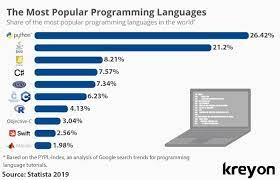 The Most Popular Programming Languages
Share of the most popular programming languages in the world*
python 26.42%
21.2%
JS 8.21%
C# 7.57%
php 7.34%
6.23%
R 4.13%
Objective-C 3.04%
Swift 2.56%
Matlab 1.98%
* Based on the PYPL-Index, an analysis of Google search trends for programming
language tutorials.
Source: Statista 2019
kreyon